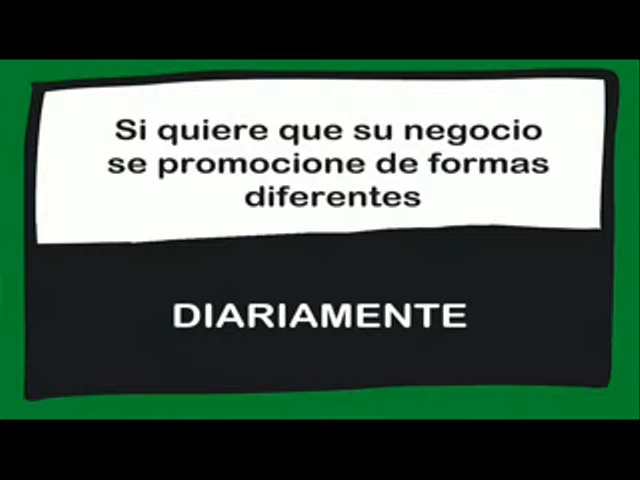 Si quiere que su negocio
se promocione de formas
diferentes
DIARIAMENTE